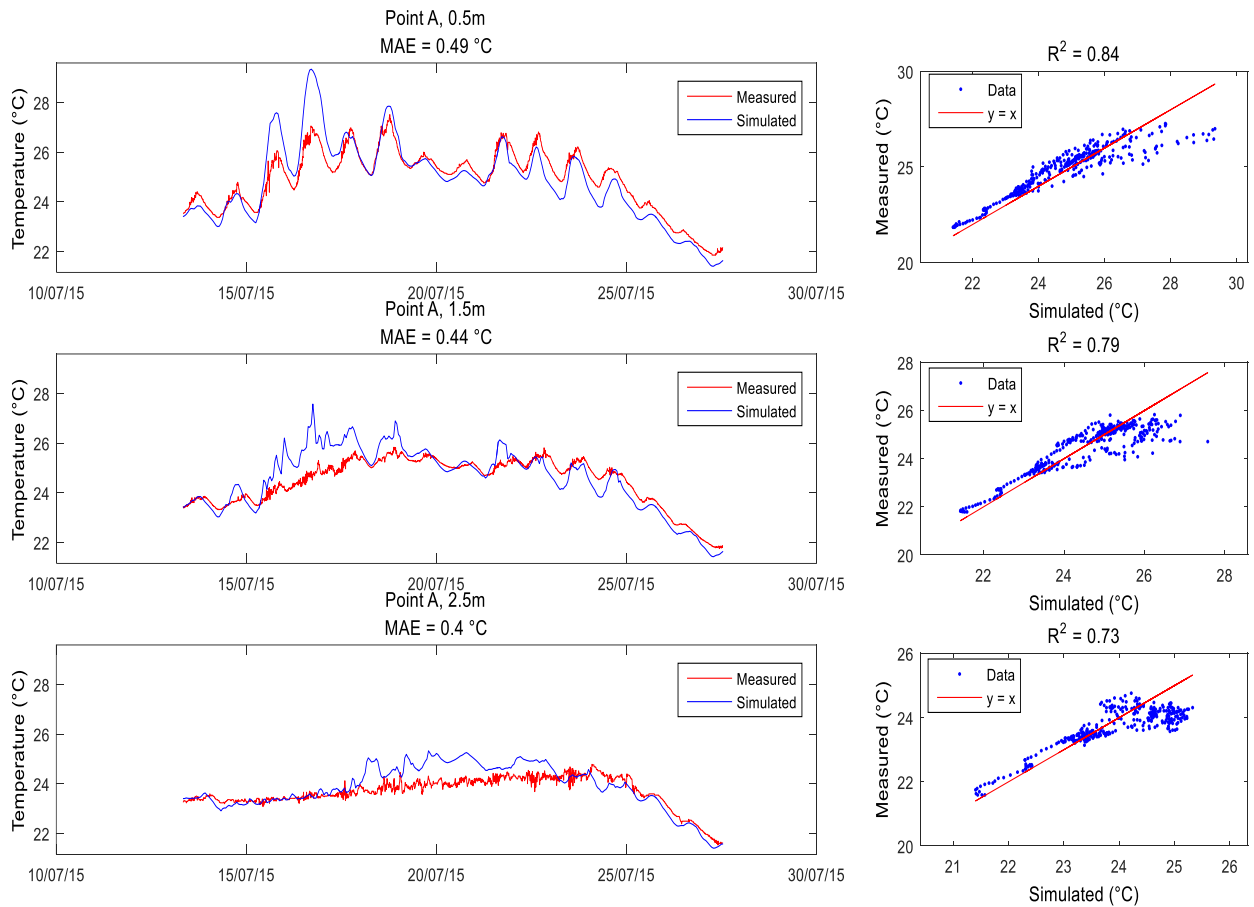 Point A, 0.5m
MAE = 0.49 °C
Temperature (°C)
28
26
24
22
Measured
Simulated
10/07/15 15/07/15 20/07/15 25/07/15 30/07/15
R² = 0.84
Measured (°C)
30
25
20
Data
y = x
22 24 26 28 30
Simulated (°C)
Point A, 1.5m
MAE = 0.44 °C
Temperature (°C)
28
26
24
22
Measured
Simulated
10/07/15 15/07/15 20/07/15 25/07/15 30/07/15
R² = 0.79
Measured (°C)
28
26
24
22
20
Data
y = x
22 24 26 28
Simulated (°C)
Point A, 2.5m
MAE = 0.4 °C
Temperature (°C)
28
26
24
22
Measured
Simulated
10/07/15 15/07/15 20/07/15 25/07/15 30/07/15
R² = 0.73
Measured (°C)
26
24
22
20
Data
y = x
21 22 23 24 25 26
Simulated (°C)